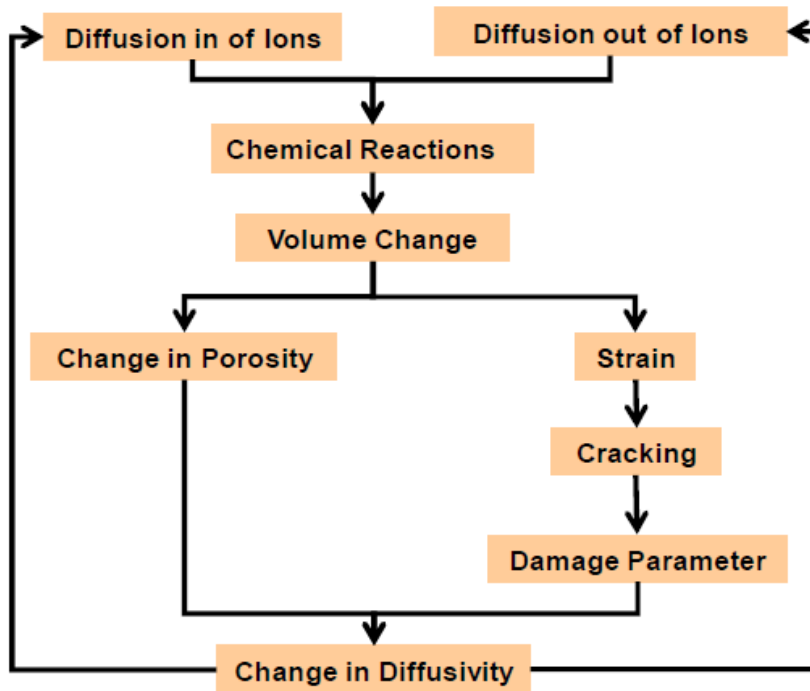 Diffusion in of Ions
Diffusion out of Ions
Chemical Reactions
Volume Change
Change in Porosity
Strain
Cracking
Damage Parameter
Change in Diffusivity